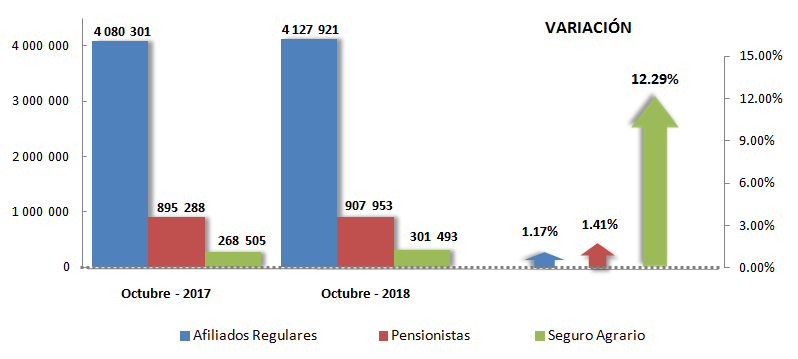 VARIACIÓN
4 000 000
3 000 000
2 000 000
1 000 000
0
4 080 301
895 288
268 505
4 127 921
907 953
301 493
1.17%
1.41%
12.29%
15.00%
12.00%
9.00%
6.00%
3.00%
0.00%
Octubre - 2017
Octubre - 2018
Afiliados Regulares
Pensionistas
Seguro Agrario